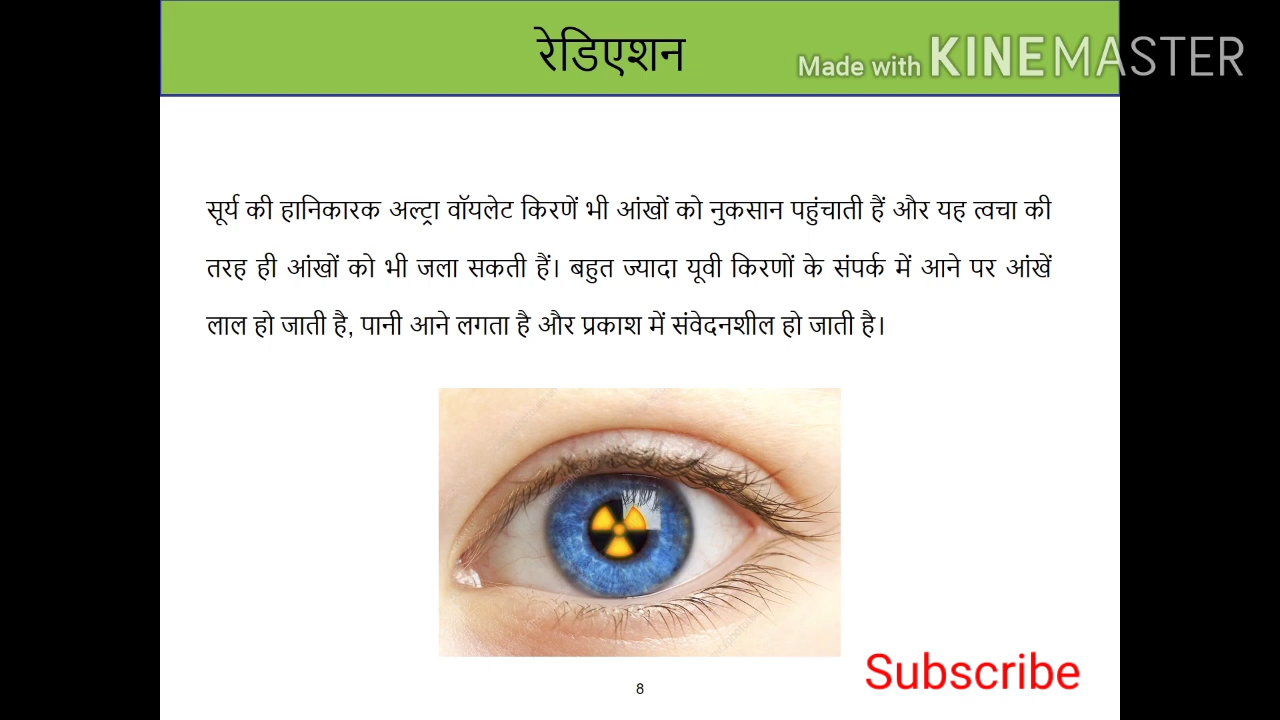 रेडिएशन
Made with KINEMASTER
सूर्य की हानिकारक अल्ट्रा वॉयलेट किरणें भी आंखों को नुकसान पहुंचाती हैं और यह त्वचा की
तरह ही आंखों को भी जला सकती हैं। बहुत ज्यादा यूवी किरणों के संपर्क में आने पर आंखें
लाल हो जाती है, पानी आने लगता है और प्रकाश में संवेदनशील हो जाती है।
Subscribe
8